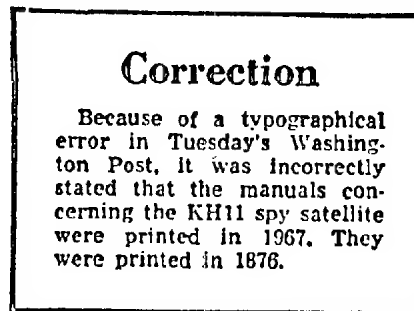 Correction
Because of a typographical
error in Tuesday's Washing-
ton Post, it was incorrectly
stated that the manuals con-
cerning the KH11 spy satellite
were printed in 1967. They
were printed in 1876.